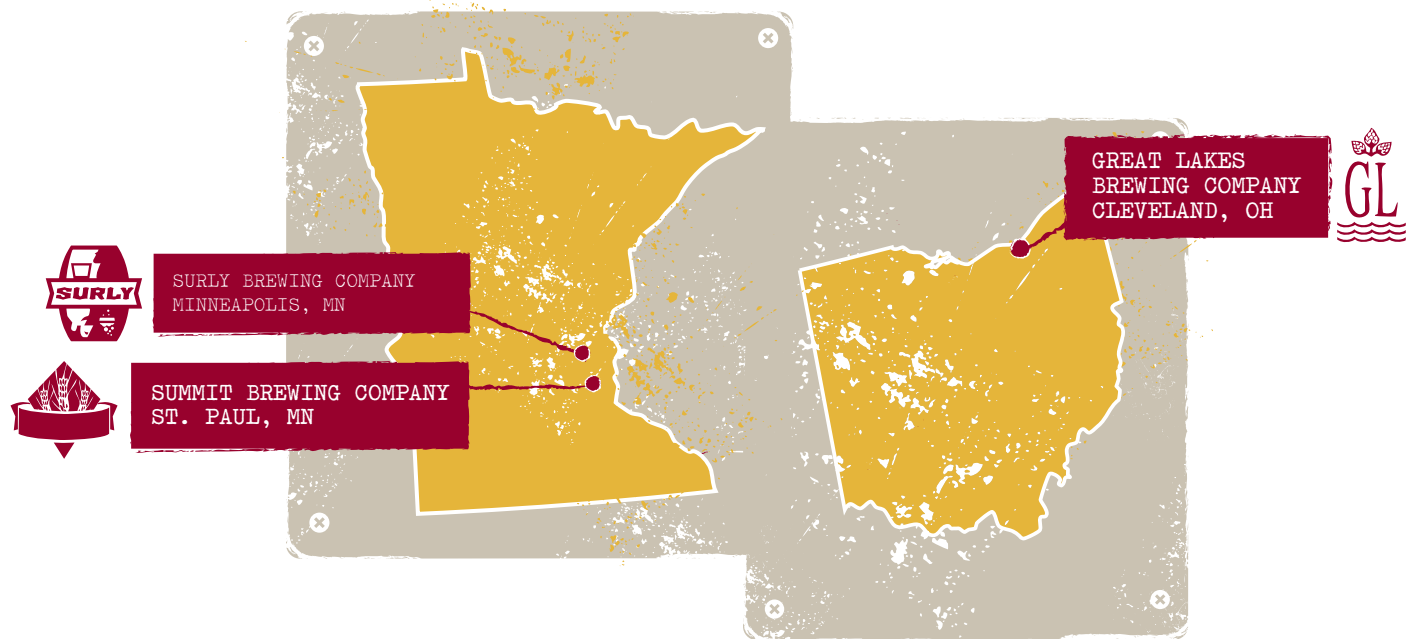 SURLY
SURLY BREWING COMPANY
MINNEAPOLIS, MN
SUMMIT BREWING COMPANY
ST. PAUL, MN
GREAT LAKES
BREWING COMPANY
CLEVELAND, OH
GL